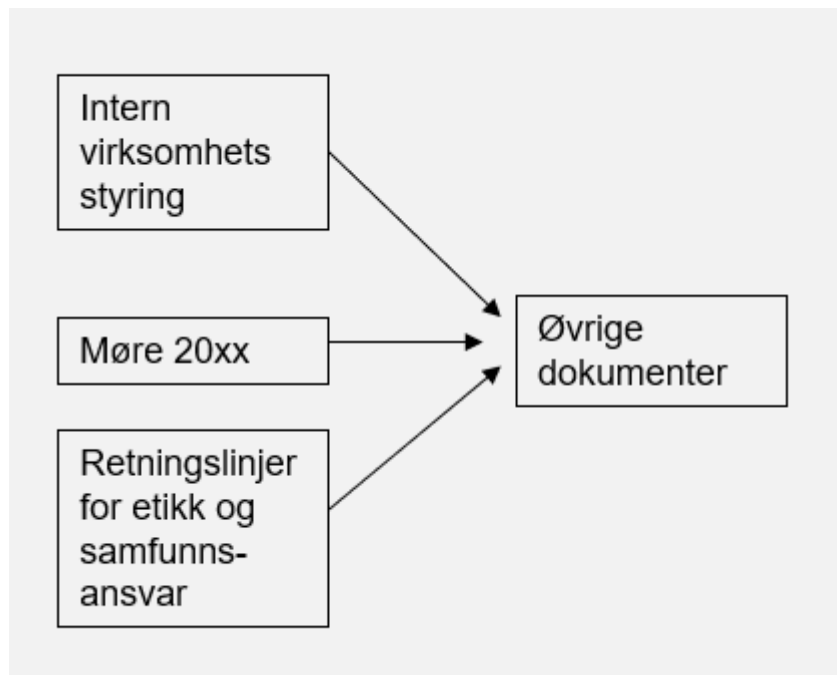 Intern
virksomhets
styring
Møre 20xx
Retningslinjer
for etikk og
samfunns-
ansvar
Øvrige
dokumenter